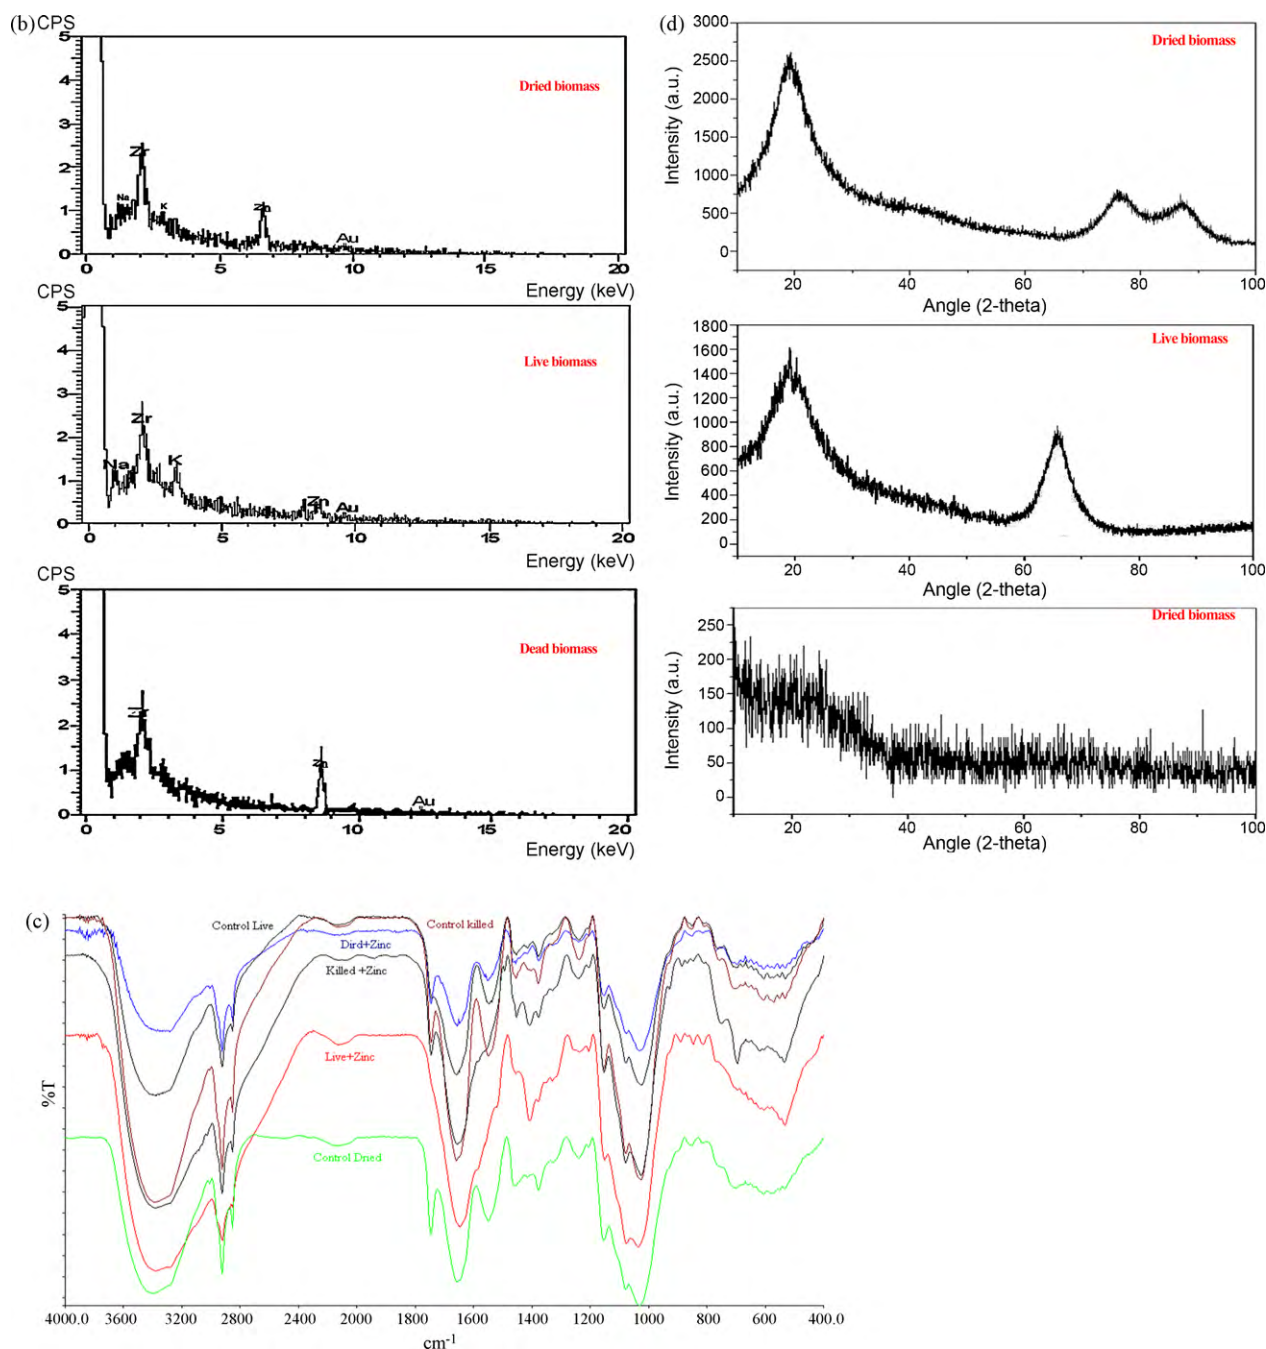 (b) CPS
5
4
3
2
1
0
Dried biomass
Zr
Na
K
Zn
Au
0 5 10 15 20
Energy (keV)
CPS
5
4
3
2
1
0
Live biomass
Zr
Na
K
Zn
Au
0 5 10 15 20
Energy (keV)
CPS
5
4
3
2
1
0
Dead biomass
Zr
Zn
Au
0 5 10 15 20
Energy (keV)
(d)
3000
2500
2000
1500
1000
500
0
Intensity (a.u.)
Dried biomass
20 40 60 80 100
Angle (2-theta)
1800
1600
1400
1200
1000
800
600
400
200
0
Intensity (a.u.)
Live biomass
20 40 60 80 100
Angle (2-theta)
250
200
150
100
50
0
Intensity (a.u.)
Dried biomass
20 40 60 80 100
Angle (2-theta)
(c)
%T
Control Live
Control killed
Dird+Zinc
Killed +Zinc
Live+Zinc
Control Dried
4000.0 3600 3200 2800 2400 2000 1800 1600 1400 1200 1000 800 600 400.0
cm-1